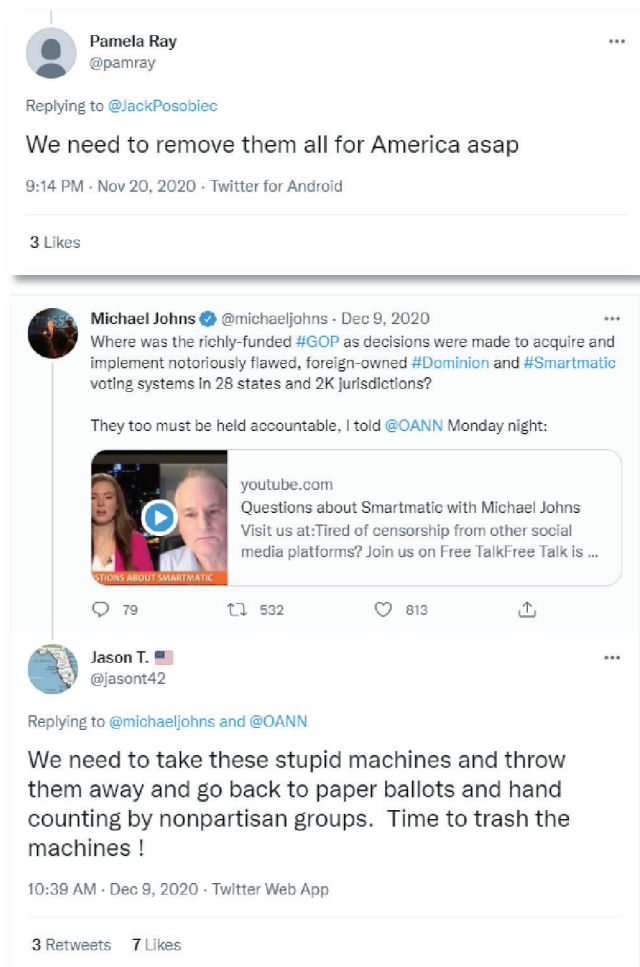 Pamela Ray
@pamray
Replying to @JackPosobiec
We need to remove them all for America asap
9:14 PM · Nov 20, 2020 · Twitter for Android
3 Likes
Michael Johns @michaeljohns · Dec 9, 2020
Where was the richly-funded #GOP as decisions were made to acquire and
implement notoriously flawed, foreign-owned #Dominion and #Smartmatic
voting systems in 28 states and 2K jurisdictions?
They too must be held accountable, I told @OANN Monday night:
STIONS ABOUT SMARTMATIC
youtube.com
Questions about Smartmatic with Michael Johns
Visit us at:Tired of censorship from other social
media platforms? Join us on Free TalkFree Talk is ...
79 532 813
Jason T.
@jasont42
Replying to @michaeljohns and @OANN
We need to take these stupid machines and throw
them away and go back to paper ballots and hand
counting by nonpartisan groups.  Time to trash the
machines !
10:39 AM · Dec 9, 2020 · Twitter Web App
3 Retweets 7 Likes